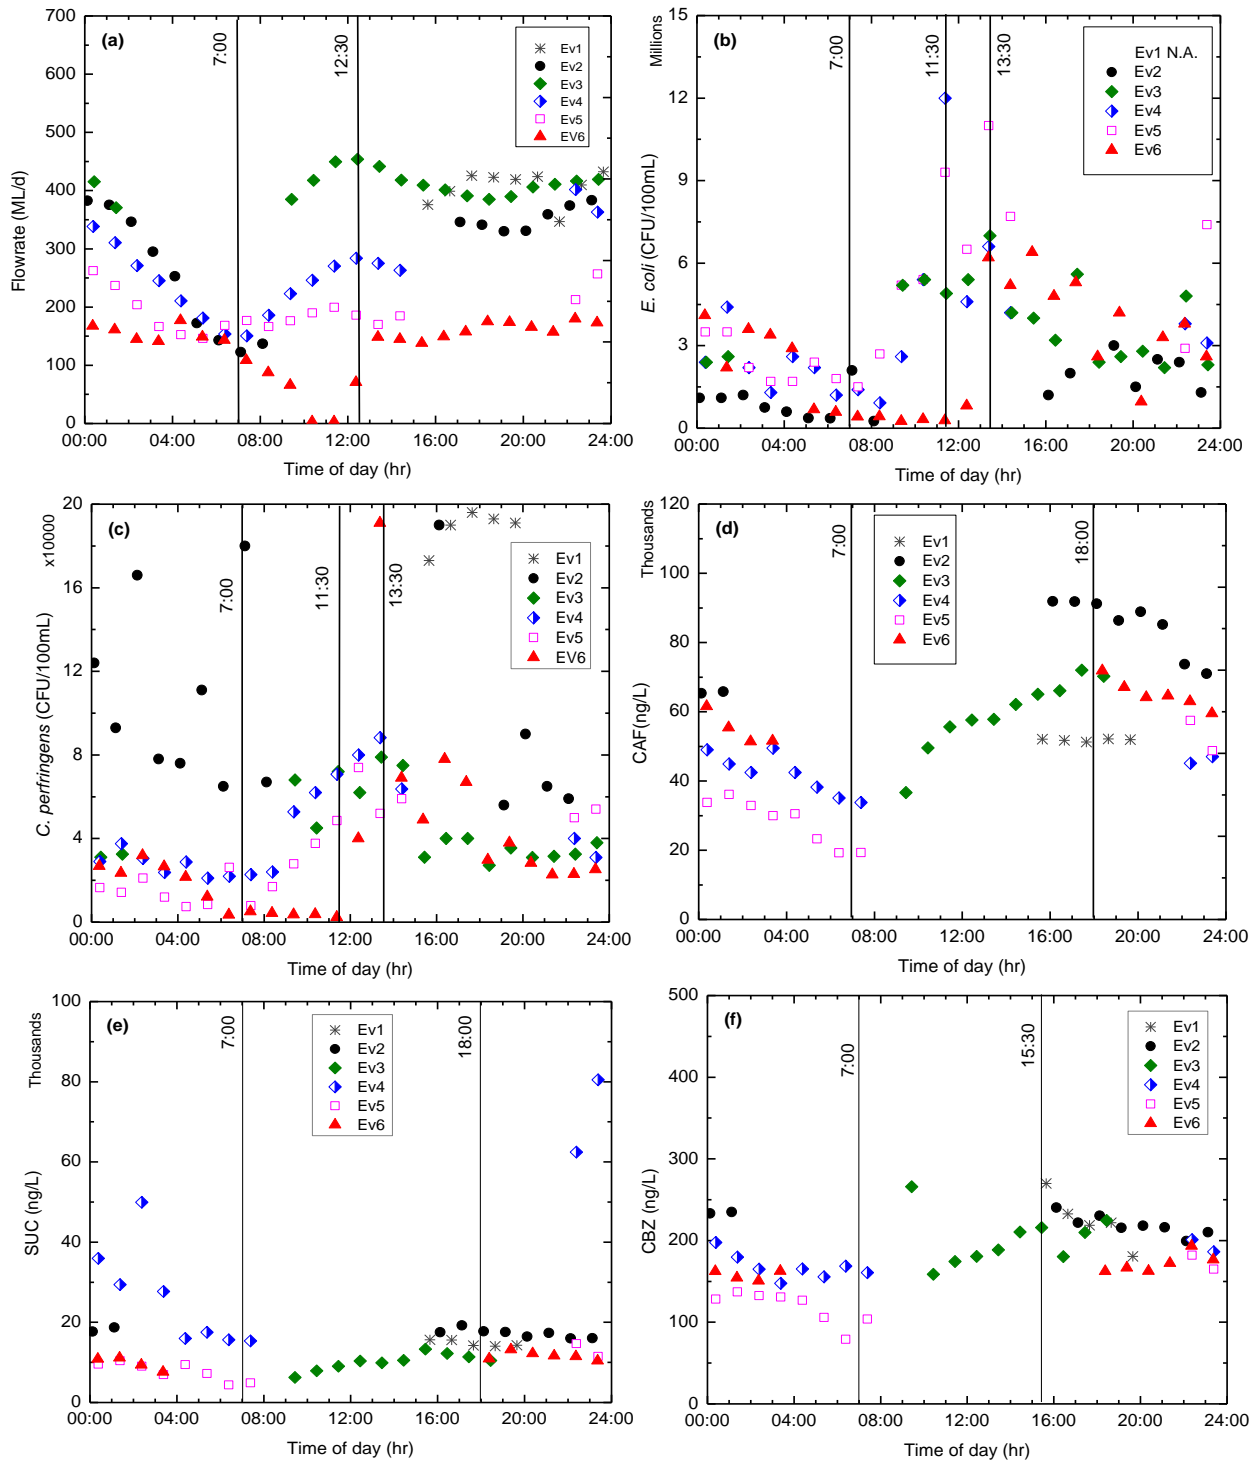 (a)
7:00
12:30
Ev1
Ev2
Ev3
Ev4
Ev5
EV6
700
600
500
400
300
200
100
0
Flowrate (ML/d)
00:00 04:00 08:00 12:00 16:00 20:00 24:00
Time of day (hr)
(b)
Millions
7:00
11:30
13:30
Ev1 N.A.
Ev2
Ev3
Ev4
Ev5
Ev6
15
12
9
6
3
0
E. coli (CFU/100mL)
00:00 04:00 08:00 12:00 16:00 20:00 24:00
Time of day (hr)
(c)
x10000
7:00
11:30
13:30
Ev1
Ev2
Ev3
Ev4
Ev5
EV6
20
16
12
8
4
0
C. perfringens (CFU/100mL)
00:00 04:00 08:00 12:00 16:00 20:00 24:00
Time of day (hr)
(d)
Thousands
7:00
18:00
Ev1
Ev2
Ev3
Ev4
Ev5
Ev6
120
100
80
60
40
20
0
CAF(ng/L)
00:00 04:00 08:00 12:00 16:00 20:00 24:00
Time of day (hr)
(e)
Thousands
7:00
18:00
Ev1
Ev2
Ev3
Ev4
Ev5
Ev6
100
80
60
40
20
0
SUC (ng/L)
00:00 04:00 08:00 12:00 16:00 20:00 24:00
Time of day (hr)
(f)
7:00
15:30
Ev1
Ev2
Ev3
Ev4
Ev5
Ev6
500
400
300
250
200
150
100
0
CBZ (ng/L)
00:00 04:00 08:00 12:00 16:00 20:00 24:00
Time of day (hr)